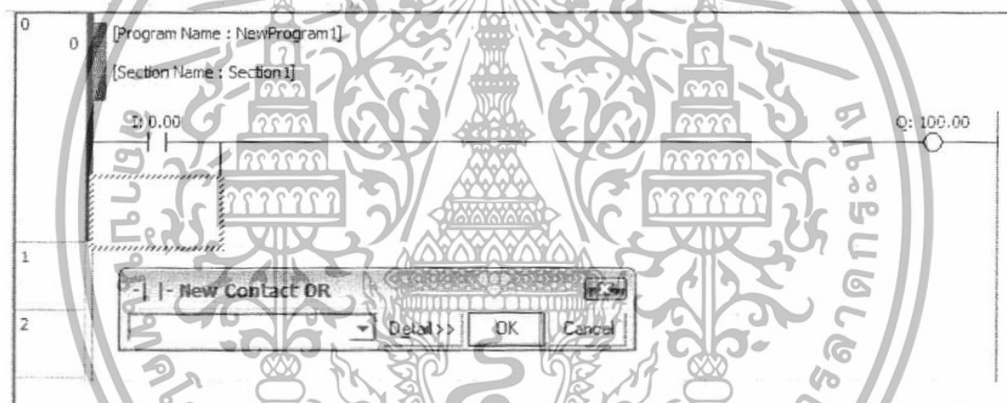 0
0
[Program Name : NewProgram1]
[Section Name : Section1]
I: 0.00
Q: 100.00
1
-| |- New Contact OR
Detail>>
OK
Cancel
2